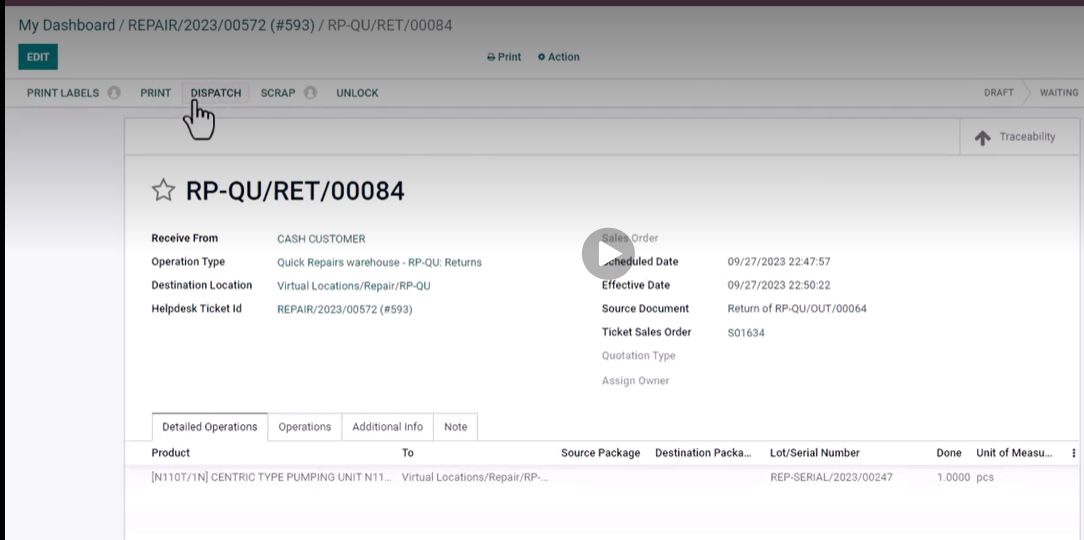 My Dashboard / REPAIR/2023/00572 (#593) / RP-QU/RET/00084
EDIT
Print Action
PRINT LABELS PRINT DISPATCH SCRAP UNLOCK DRAFT WAITING
Traceability
RP-QU/RET/00084
Receive From CASH CUSTOMER Sales Order
Operation Type Quick Repairs warehouse - RP-QU: Returns Scheduled Date 09/27/2023 22:47:57
Destination Location Virtual Locations/Repair/RP-QU Effective Date 09/27/2023 22:50:22
Helpdesk Ticket Id REPAIR/2023/00572 (#593) Source Document Return of RP-QU/OUT/00064
Ticket Sales Order S01634
Quotation Type
Assign Owner
Detailed Operations Operations Additional Info Note
Product To Source Package Destination Packa... Lot/Serial Number Done Unit of Measu...
[N110T/1N] CENTRIC TYPE PUMPING UNIT N11... Virtual Locations/Repair/RP-... REP-SERIAL/2023/00247 1.0000 pcs